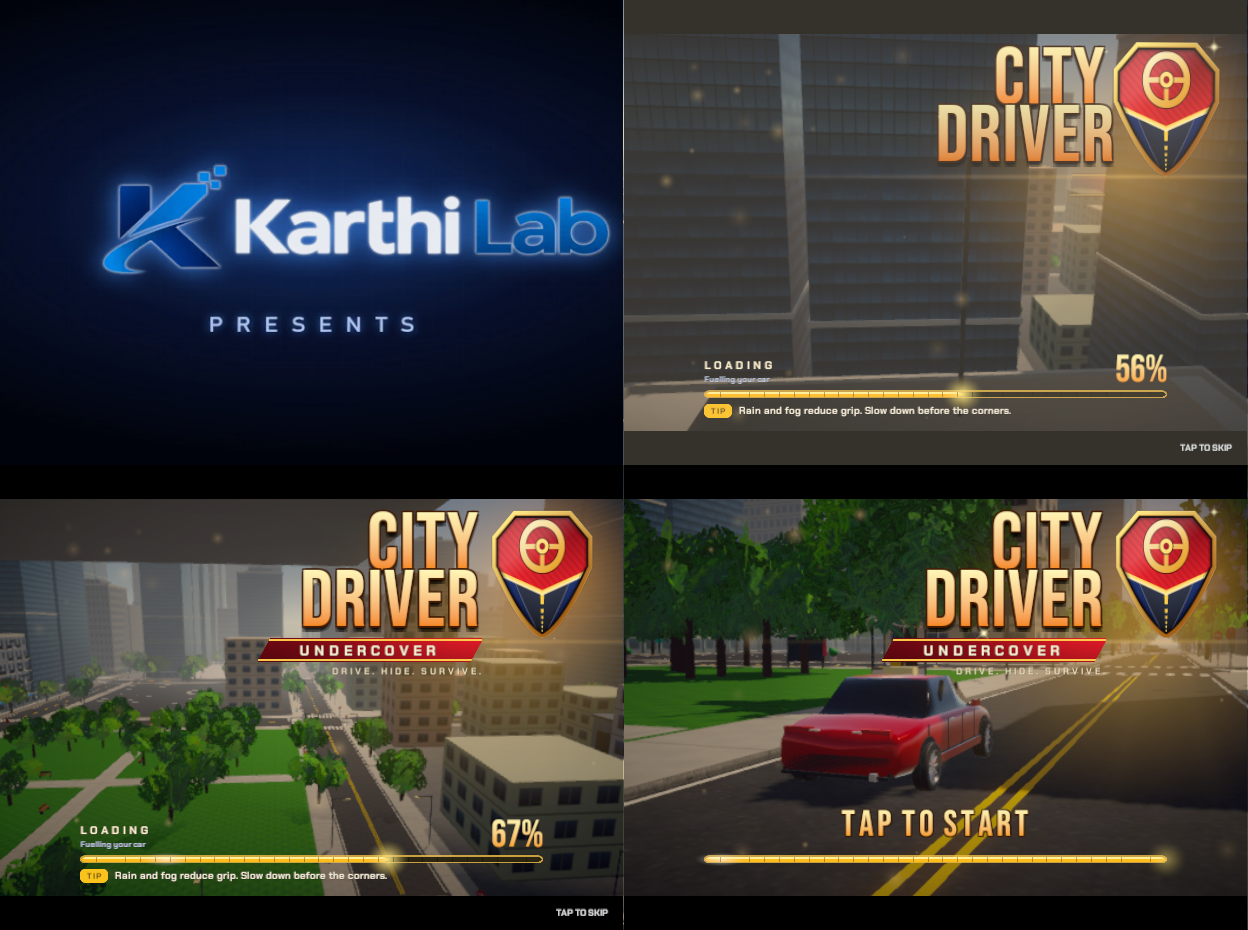 Karthi Lab
PRESENTS
CITY
DRIVER
LOADING
Fuelling your car
56%
TIP Rain and fog reduce grip. Slow down before the corners.
TAP TO SKIP
CITY
DRIVER
UNDERCOVER
DRIVE. HIDE. SURVIVE.
LOADING
Fuelling your car
67%
TIP Rain and fog reduce grip. Slow down before the corners.
TAP TO SKIP
CITY
DRIVER
UNDERCOVER
DRIVE. HIDE. SURVIVE.
TAP TO START